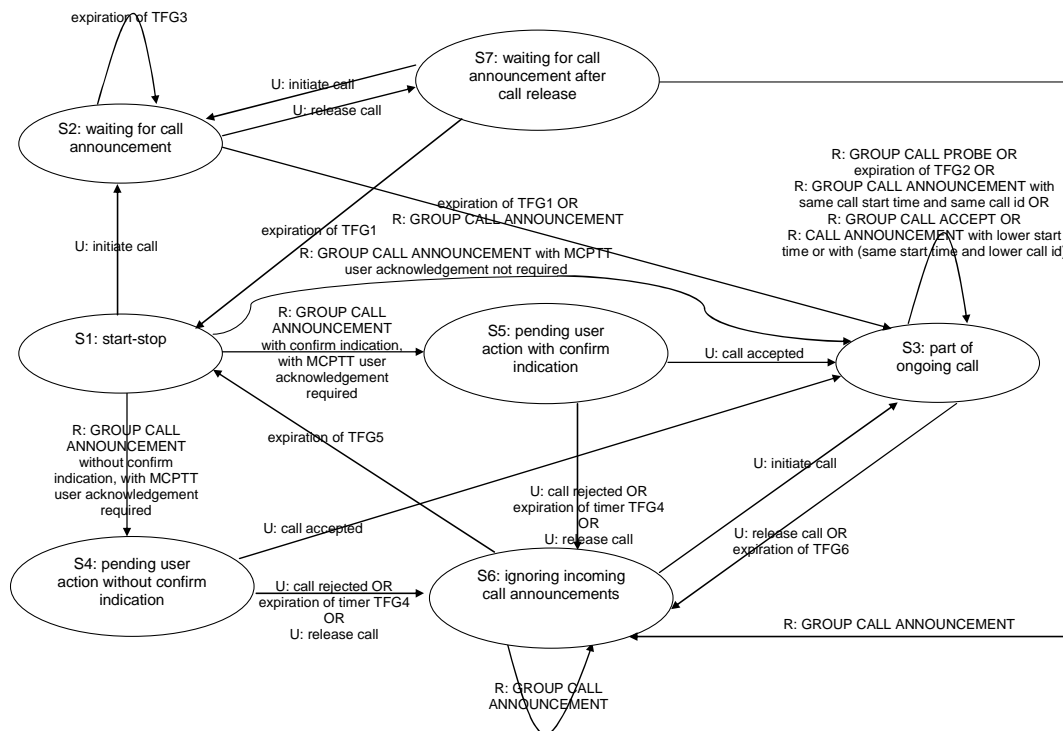 expiration of TFG3
S7: waiting for call
announcement after
call release
U: initiate call
U: release call
S2: waiting for call
announcement
R: GROUP CALL PROBE OR
expiration of TFG2 OR
R: GROUP CALL ANNOUNCEMENT with
same call start time and same call id OR
R: GROUP CALL ACCEPT OR
R: CALL ANNOUNCEMENT with lower start
time or with (same start time and lower call id)
expiration of TFG1 OR
R: GROUP CALL ANNOUNCEMENT
expiration of TFG1
U: initiate call
R: GROUP CALL ANNOUNCEMENT with MCPTT
user acknowledgement not required
S1: start-stop
R: GROUP CALL
ANNOUNCEMENT
with confirm indication,
with MCPTT user
acknowledgement
required
S5: pending user
action with confirm
indication
U: call accepted
S3: part of
ongoing call
R: GROUP CALL
ANNOUNCEMENT
without confirm
indication, with MCPTT
user acknowledgement
required
expiration of TFG5
U: initiate call
U: call rejected OR
expiration of timer TFG4
OR
U: release call
U: call accepted
U: release call OR
expiration of TFG6
S4: pending user
action without confirm
indication
U: call rejected OR
expiration of timer TFG4
OR
U: release call
S6: ignoring incoming
call announcements
R: GROUP CALL ANNOUNCEMENT
R: GROUP CALL
ANNOUNCEMENT